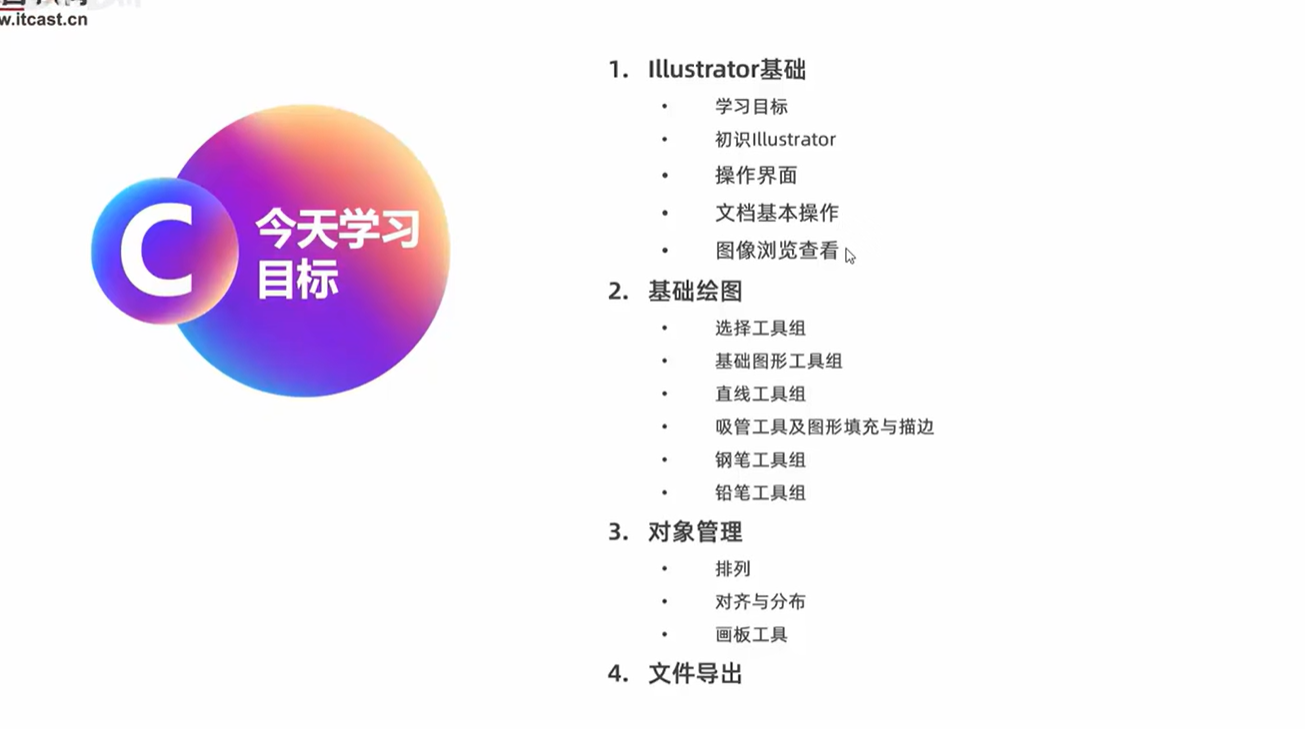 w.itcast.cn
C
今天学习
目标
1. Illustrator基础
• 学习目标
• 初识Illustrator
• 操作界面
• 文档基本操作
• 图像浏览查看
2. 基础绘图
• 选择工具组
• 基础图形工具组
• 直线工具组
• 吸管工具及图形填充与描边
• 钢笔工具组
• 铅笔工具组
3. 对象管理
• 排列
• 对齐与分布
• 画板工具
4. 文件导出